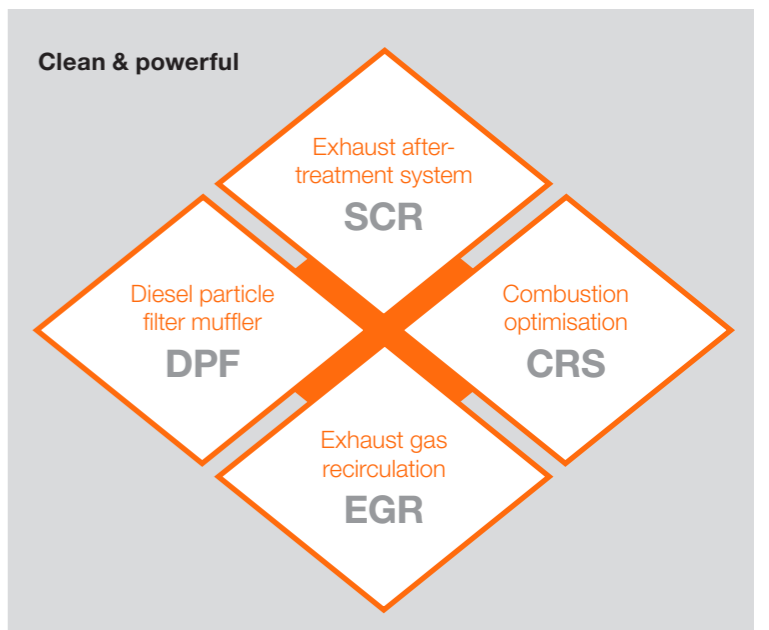 Clean & powerful
Exhaust after-
treatment system
SCR
Diesel particle
filter muffler
DPF
Combustion
optimisation
CRS
Exhaust gas
recirculation
EGR